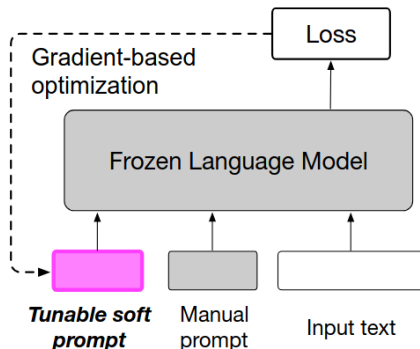 Loss
Gradient-based
optimization
Frozen Language Model
Tunable soft
prompt
Manual
prompt
Input text